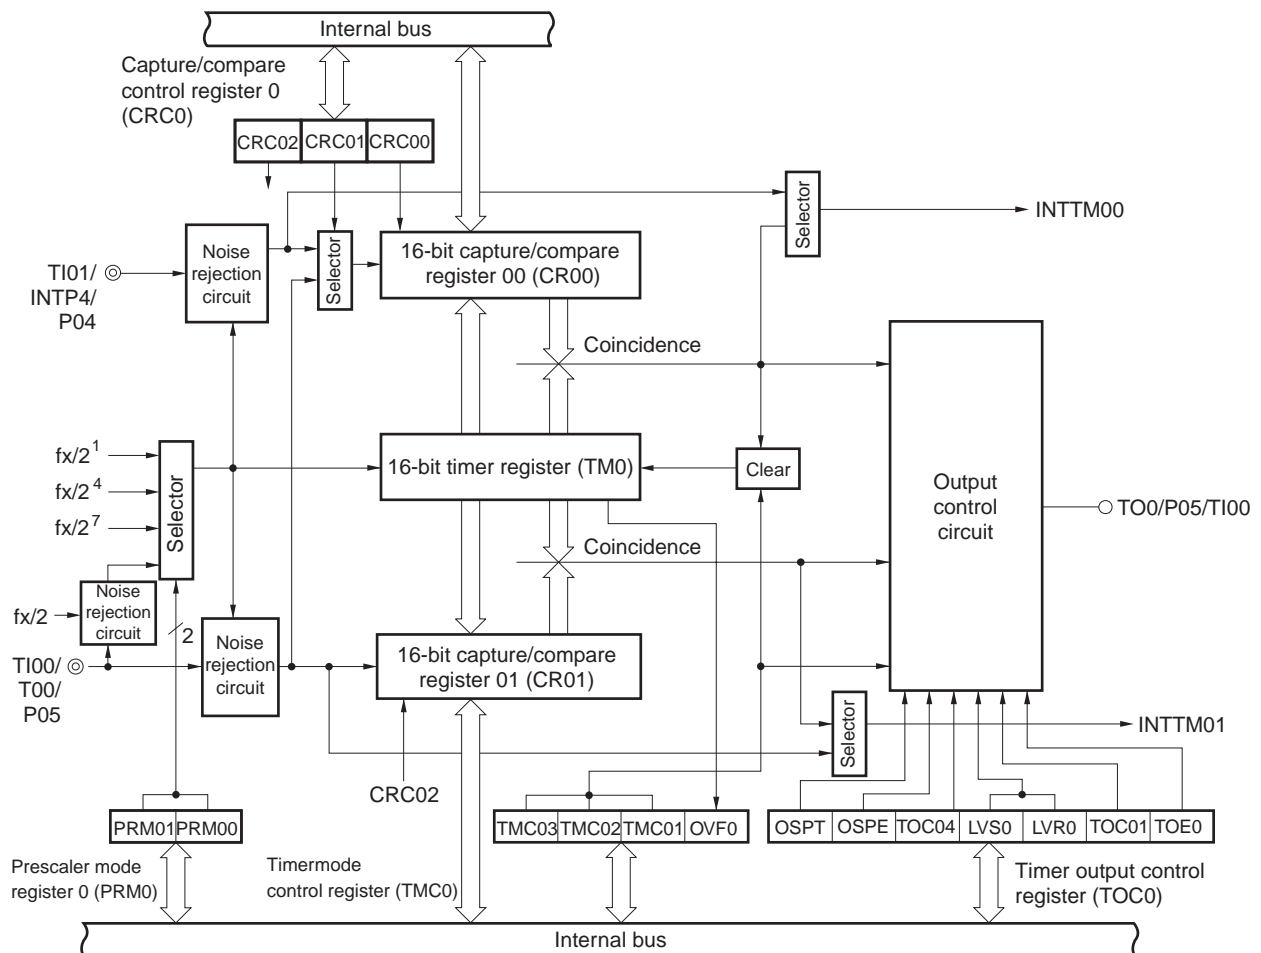 Internal bus
Capture/compare
control register 0
(CRC0)
CRC02 CRC01 CRC00
Selector
INTTM00
Noise
rejection
circuit
Selector
16-bit capture/compare
register 00 (CR00)
TI01/
INTP4/
P04
Coincidence
fx/2¹
fx/2⁴
fx/2⁷
Selector
16-bit timer register (TM0)
Clear
Output
control
circuit
TO0/P05/TI00
Coincidence
fx/2
Noise
rejection
circuit
2
TI00/
T00/
P05
Noise
rejection
circuit
16-bit capture/compare
register 01 (CR01)
Selector
INTTM01
CRC02
PRM01 PRM00
TMC03 TMC02 TMC01 OVF0
OSPT OSPE TOC04 LVS0 LVR0 TOC01 TOE0
Prescaler mode
register 0 (PRM0)
Timermode
control register (TMC0)
Timer output control
register (TOC0)
Internal bus